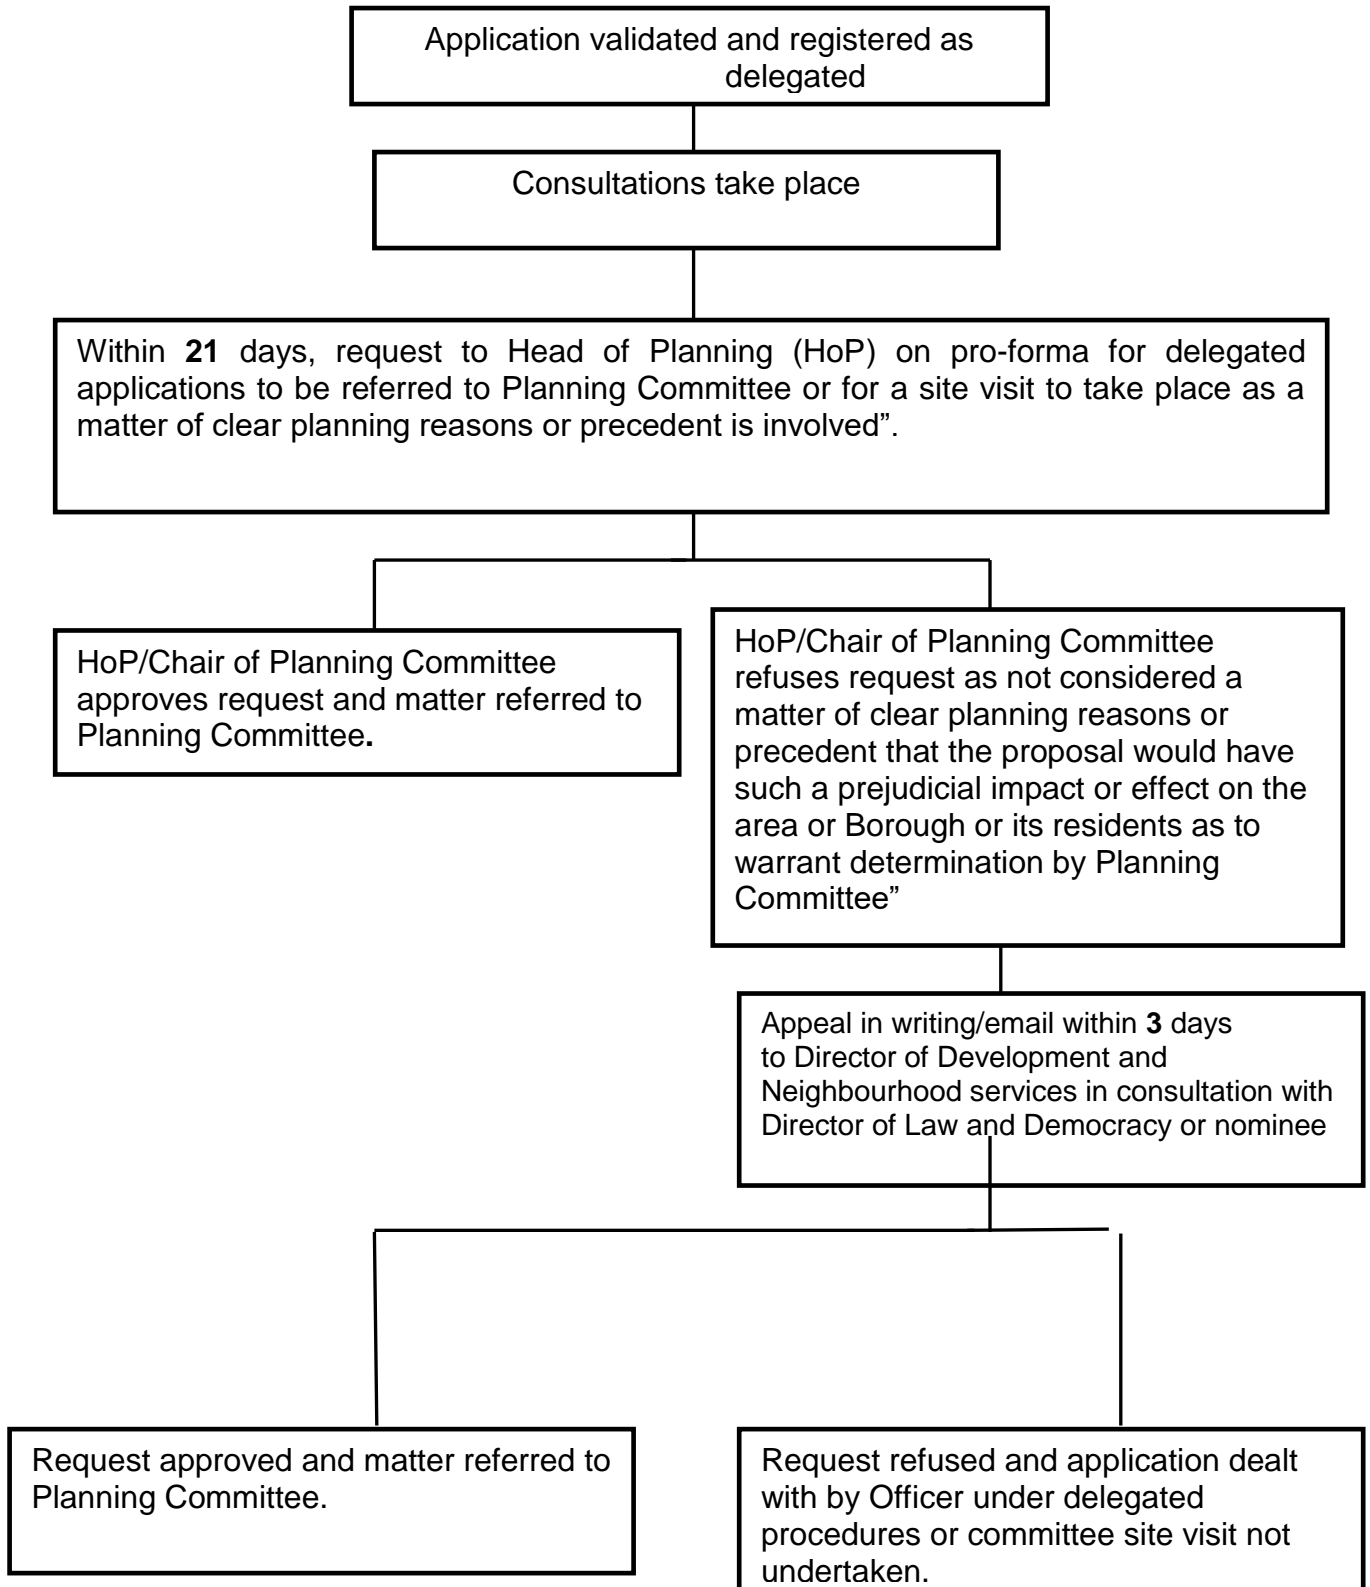 Application validated and registered as
delegated
Consultations take place
Within 21 days, request to Head of Planning (HoP) on pro-forma for delegated
applications to be referred to Planning Committee or for a site visit to take place as a
matter of clear planning reasons or precedent is involved”.
HoP/Chair of Planning Committee
approves request and matter referred to
Planning Committee.
HoP/Chair of Planning Committee
refuses request as not considered a
matter of clear planning reasons or
precedent that the proposal would have
such a prejudicial impact or effect on the
area or Borough or its residents as to
warrant determination by Planning
Committee”
Appeal in writing/email within 3 days
to Director of Development and
Neighbourhood services in consultation with
Director of Law and Democracy or nominee
Request approved and matter referred to
Planning Committee.
Request refused and application dealt
with by Officer under delegated
procedures or committee site visit not
undertaken.